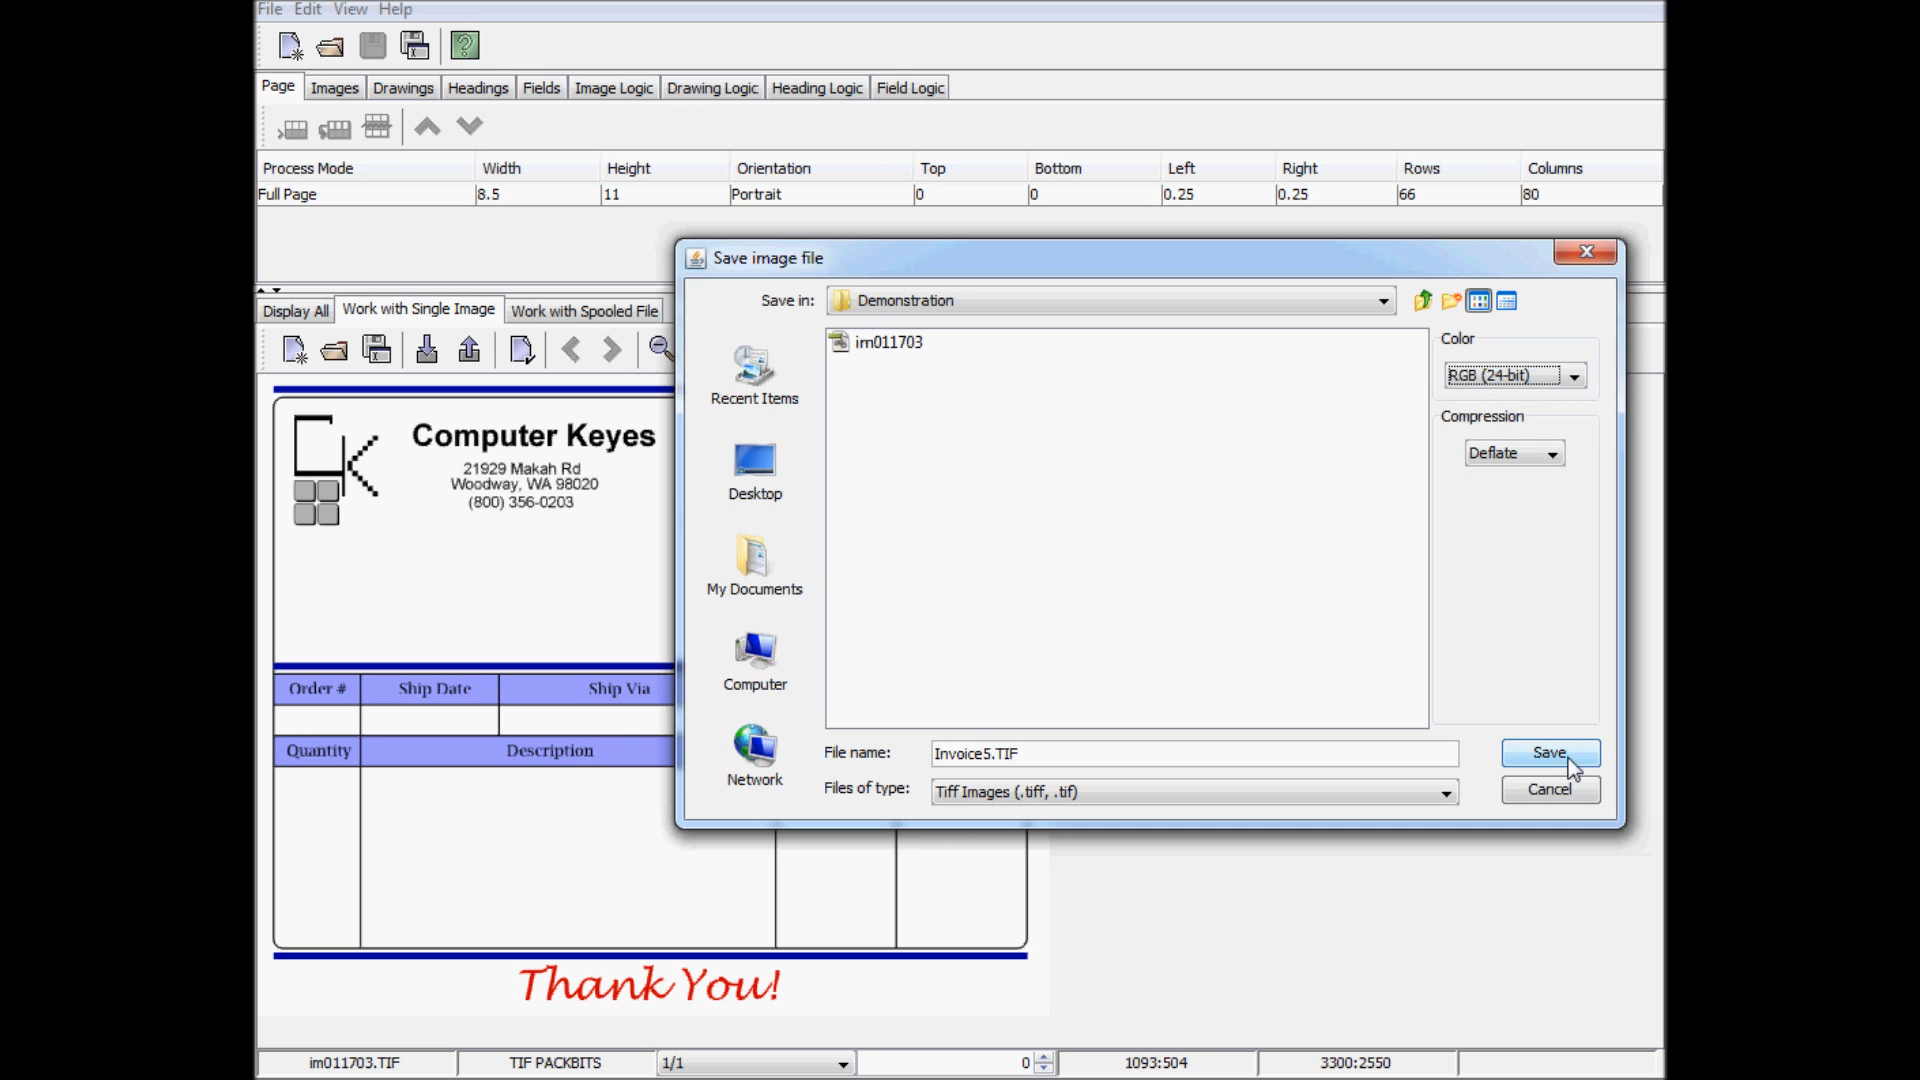 File Edit View Help
Page Images Drawings Headings Fields Image Logic Drawing Logic Heading Logic Field Logic
Process Mode Width Height Orientation Top Bottom Left Right Rows Columns
Full Page 8.5 11 Portrait 0 0 0.25 0.25 66 80
Save image file
Save in: Demonstration
Display All Work with Single Image Work with Spooled File
im011703
Color
RGB (24-bit)
Compression
Deflate
Recent Items
Desktop
My Documents
Computer
Network
File name: Invoice5.TIF
Save
Files of type: Tiff Images (.tiff, .tif)
Cancel
Computer Keyes
21929 Makah Rd
Woodway, WA 98020
(800) 356-0203
Order # Ship Date Ship Via
Quantity Description
Thank You!
im011703.TIF TIF PACKBITS 1/1 0 1093:504 3300:2550